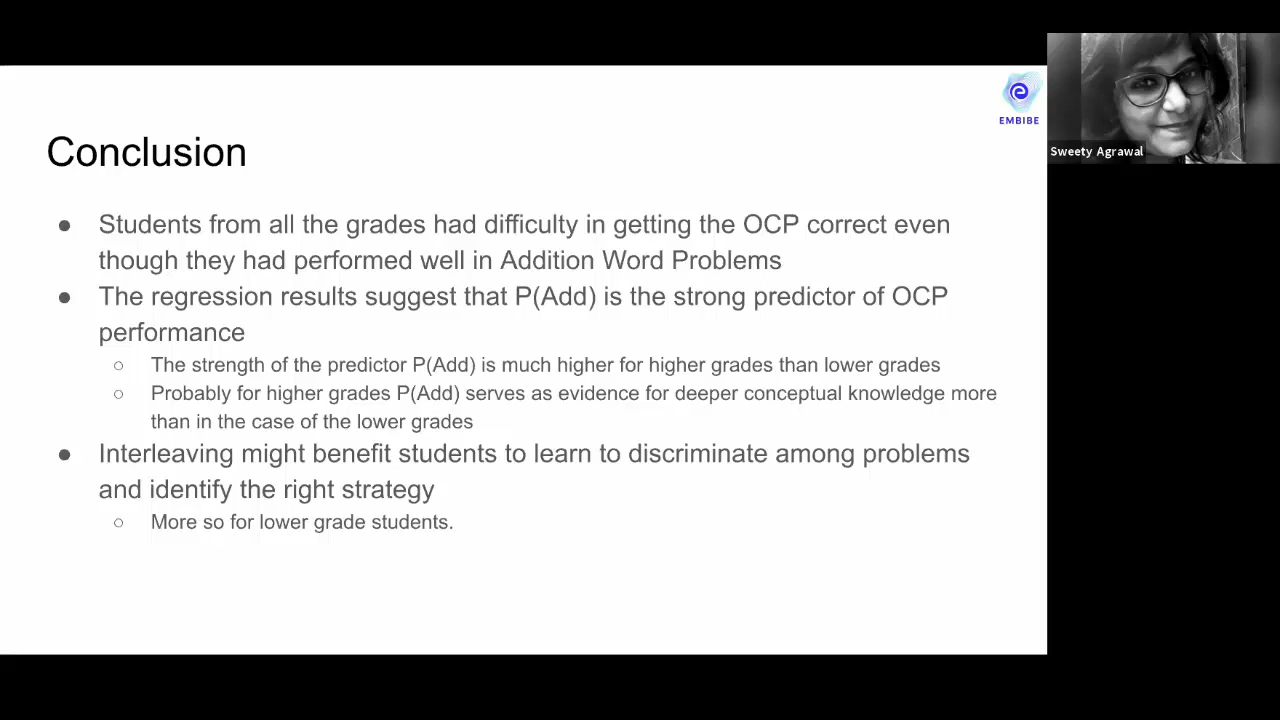 EMBIBE
Sweety Agrawal
Conclusion
● Students from all the grades had difficulty in getting the OCP correct even
though they had performed well in Addition Word Problems
● The regression results suggest that P(Add) is the strong predictor of OCP
performance
○ The strength of the predictor P(Add) is much higher for higher grades than lower grades
○ Probably for higher grades P(Add) serves as evidence for deeper conceptual knowledge more
than in the case of the lower grades
● Interleaving might benefit students to learn to discriminate among problems
and identify the right strategy
○ More so for lower grade students.